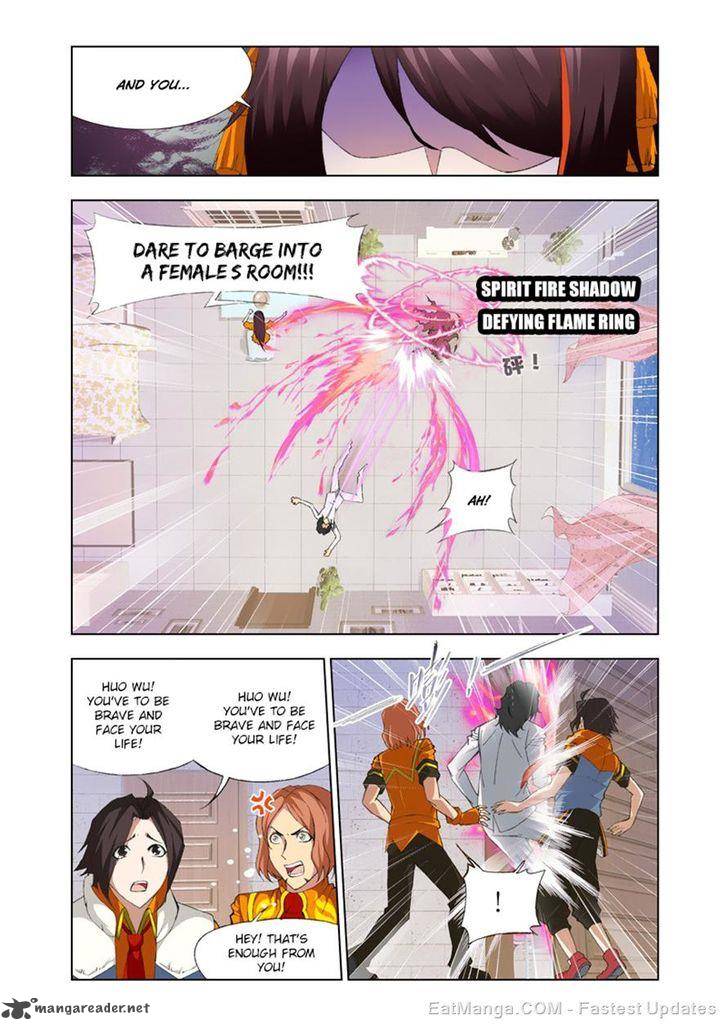 AND YOU...
DARE TO BARGE INTO
A FEMALE S ROOM!!!
SPIRIT FIRE SHADOW
DEFYING FLAME RING
砰！
AH!
HUO WU!
YOU'VE TO BE
BRAVE AND
FACE YOUR
LIFE!
HUO WU!
YOU'VE TO BE
BRAVE AND FACE
YOUR LIFE!
HEY! THAT'S
ENOUGH FROM
YOU!
!
mangareader.net
EatManga.COM - Fastest Updates